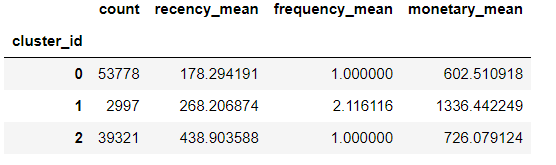 count recency_mean frequency_mean monetary_mean
cluster_id
0 53778 178.294191 1.000000 602.510918
1 2997 268.206874 2.116116 1336.442249
2 39321 438.903588 1.000000 726.079124